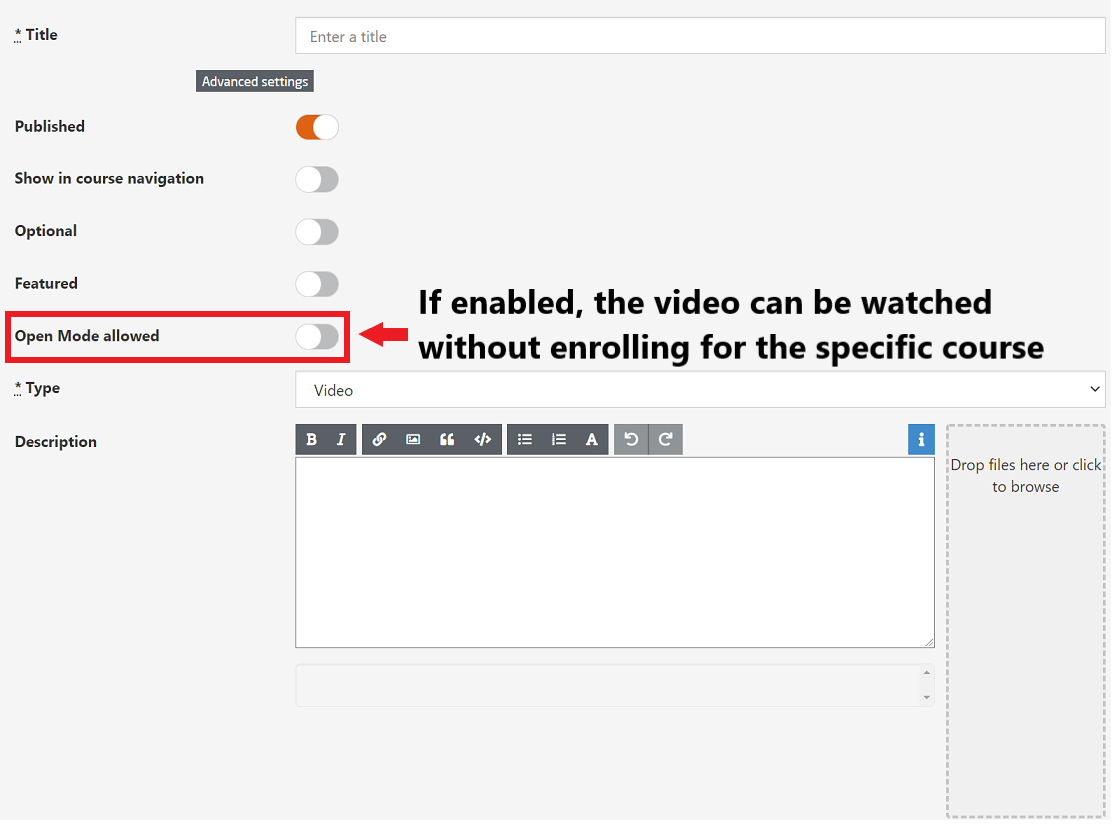 * Title
Enter a title
Advanced settings
Published
Show in course navigation
Optional
Featured
If enabled, the video can be watched
without enrolling for the specific course
Open Mode allowed
* Type
Video
Description
Drop files here or click
to browse